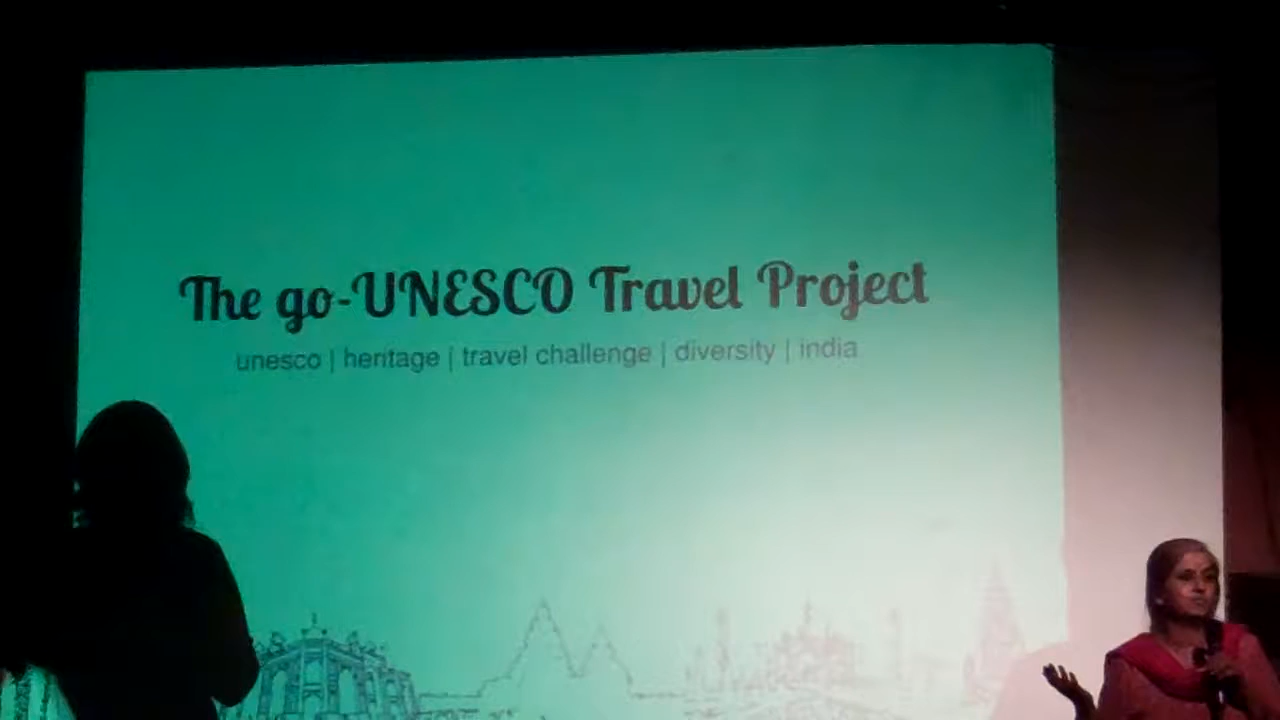 The go-UNESCO Travel Project
unesco | heritage | travel challenge | diversity | india